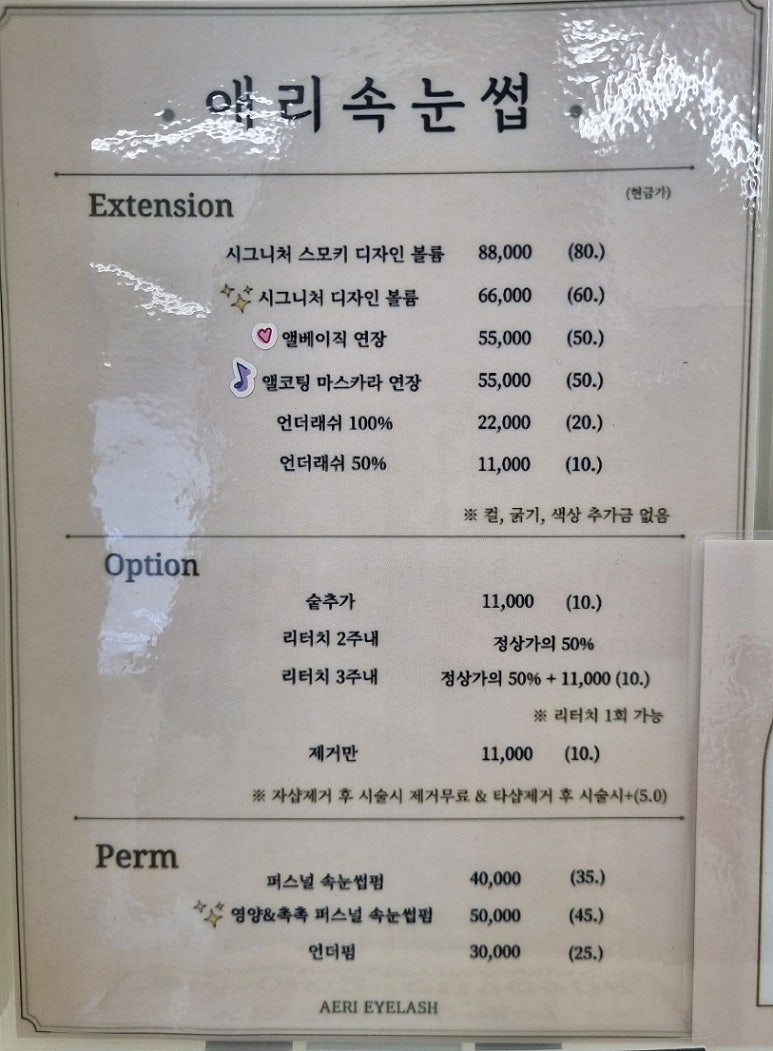 애리속눈썹
Extension
(현금가)
시그니처 스모키 디자인 볼륨 88,000 (80.)
시그니처 디자인 볼륨 66,000 (60.)
앨베이직 연장 55,000 (50.)
앨코팅 마스카라 연장 55,000 (50.)
언더래쉬 100% 22,000 (20.)
언더래쉬 50% 11,000 (10.)
※ 컬, 굵기, 색상 추가금 없음
Option
숱추가 11,000 (10.)
리터치 2주내 정상가의 50%
리터치 3주내 정상가의 50% + 11,000 (10.)
※ 리터치 1회 가능
제거만 11,000 (10.)
※ 자샵제거 후 시술시 제거무료 & 타샵제거 후 시술시+(5.0)
Perm
퍼스널 속눈썹펌 40,000 (35.)
영양&촉촉 퍼스널 속눈썹펌 50,000 (45.)
언더펌 30,000 (25.)
AERI EYELASH